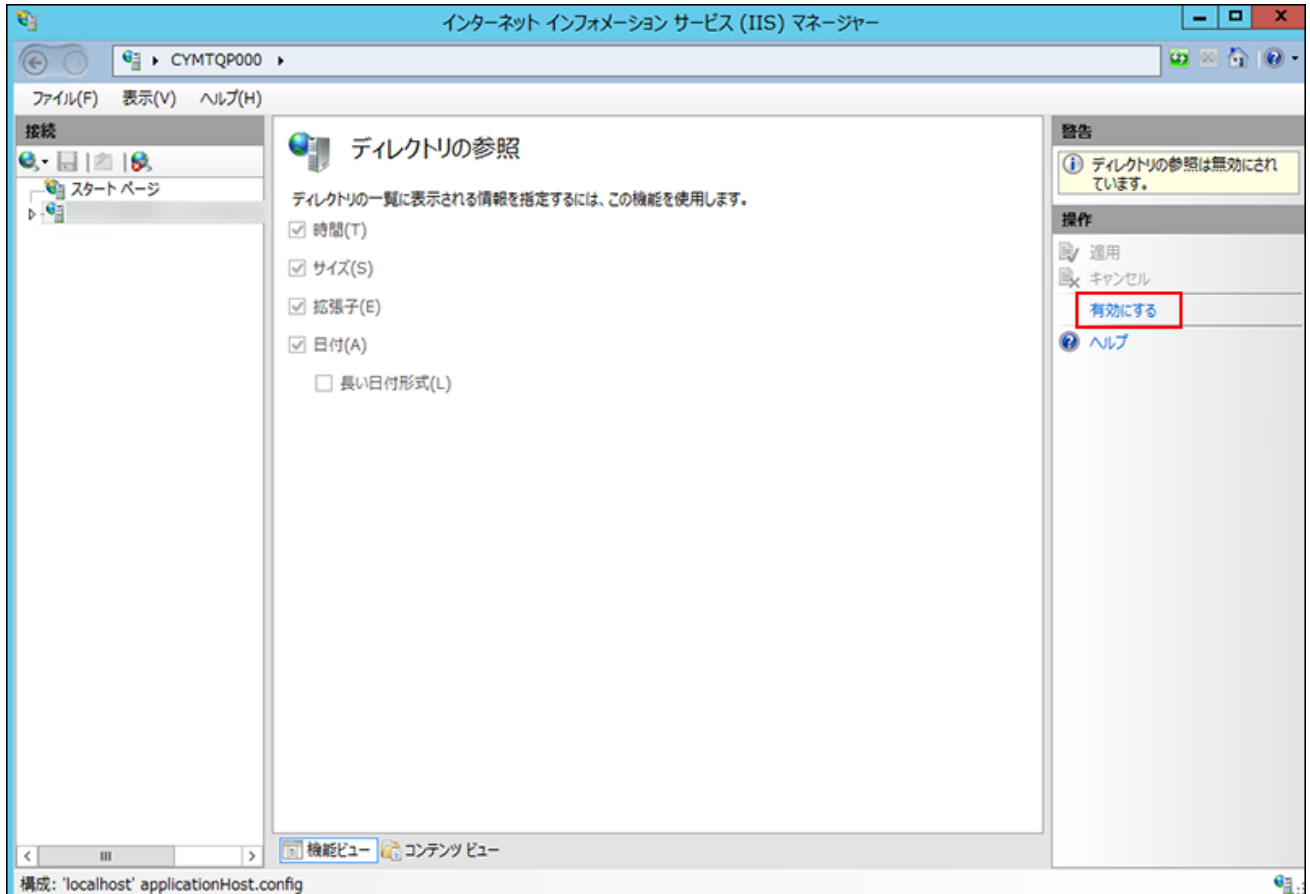 インターネット インフォメーション サービス (IIS) マネージャー
CYMTQP000
ファイル(F) 表示(V) ヘルプ(H)
接続
スタート ページ
ディレクトリの参照
ディレクトリの一覧に表示される情報を指定するには、この機能を使用します。
時間(T)
サイズ(S)
拡張子(E)
日付(A)
長い日付形式(L)
機能ビュー
コンテンツ ビュー
警告
ディレクトリの参照は無効にされ
ています。
操作
適用
キャンセル
有効にする
ヘルプ
構成: 'localhost' applicationHost.config